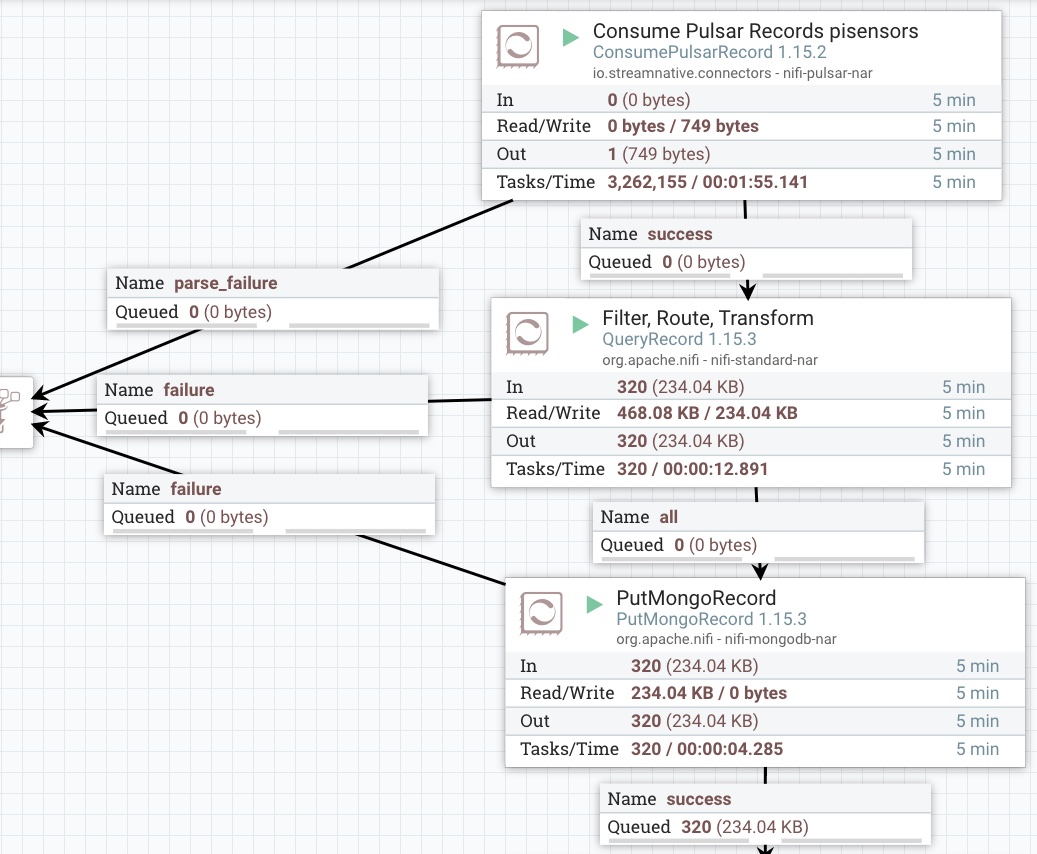 Consume Pulsar Records pisensors
ConsumePulsarRecord 1.15.2
io.streamnative.connectors - nifi-pulsar-nar
In 0 (0 bytes) 5 min
Read/Write 0 bytes / 749 bytes 5 min
Out 1 (749 bytes) 5 min
Tasks/Time 3,262,155 / 00:01:55.141 5 min
Name success
Queued 0 (0 bytes)
Name parse_failure
Queued 0 (0 bytes)
Filter, Route, Transform
QueryRecord 1.15.3
org.apache.nifi - nifi-standard-nar
In 320 (234.04 KB) 5 min
Read/Write 468.08 KB / 234.04 KB 5 min
Out 320 (234.04 KB) 5 min
Tasks/Time 320 / 00:00:12.891 5 min
Name failure
Queued 0 (0 bytes)
Name failure
Queued 0 (0 bytes)
Name all
Queued 0 (0 bytes)
PutMongoRecord
PutMongoRecord 1.15.3
org.apache.nifi - nifi-mongodb-nar
In 320 (234.04 KB) 5 min
Read/Write 234.04 KB / 0 bytes 5 min
Out 320 (234.04 KB) 5 min
Tasks/Time 320 / 00:00:04.285 5 min
Name success
Queued 320 (234.04 KB)